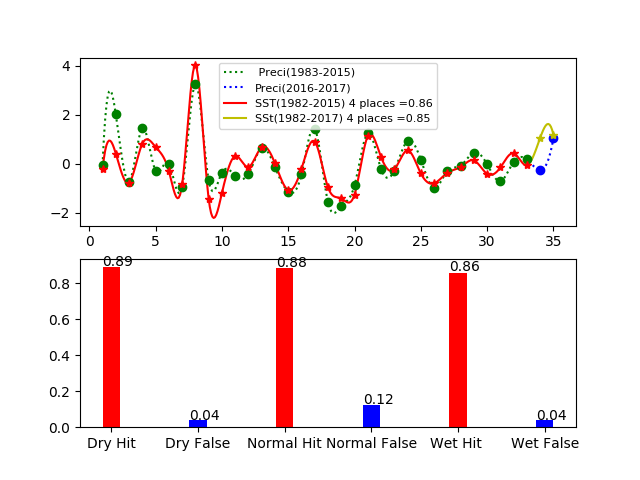 4
2
0
−2
Preci(1983-2015)
Preci(2016-2017)
SST(1982-2015) 4 places =0.86
SSt(1982-2017) 4 places =0.85
0 5 10 15 20 25 30 35
0.8
0.6
0.4
0.2
0.0
0.89 0.04 0.88 0.12 0.86 0.04
Dry Hit Dry False Normal Hit Normal False Wet Hit Wet False